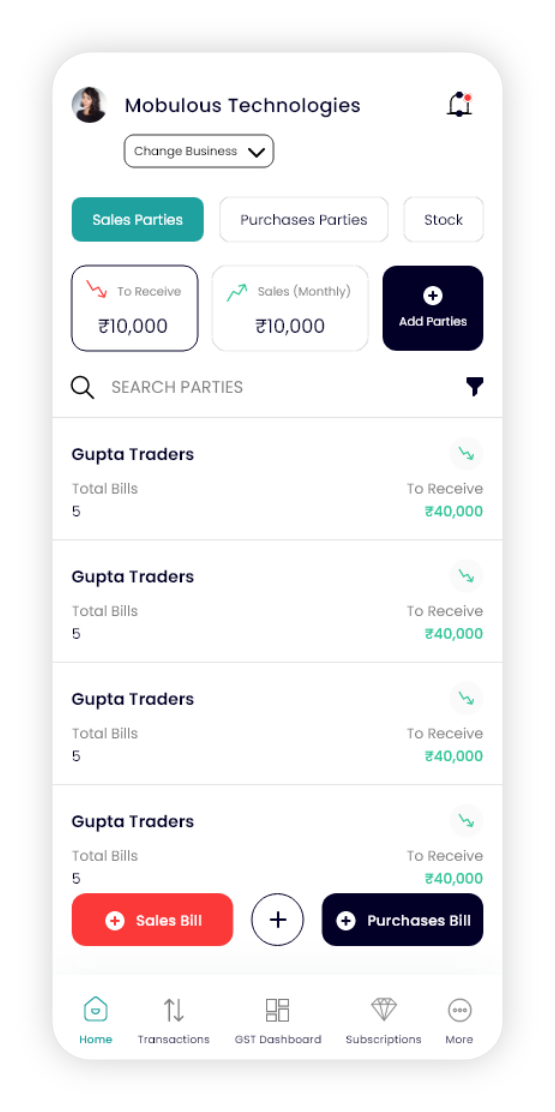 Mobulous Technologies
Change Business
Sales Parties Purchases Parties Stock
To Receive Sales (Monthly)
₹10,000 ₹10,000 Add Parties
SEARCH PARTIES
Gupta Traders
Total Bills To Receive
5 ₹40,000
Gupta Traders
Total Bills To Receive
5 ₹40,000
Gupta Traders
Total Bills To Receive
5 ₹40,000
Gupta Traders
Total Bills To Receive
5 ₹40,000
Sales Bill + Purchases Bill
Home Transactions GST Dashboard Subscriptions More